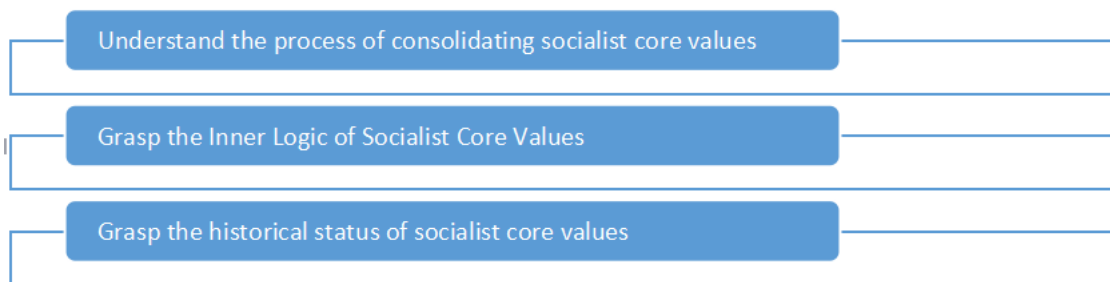 Understand the process of consolidating socialist core values
Grasp the Inner Logic of Socialist Core Values
Grasp the historical status of socialist core values